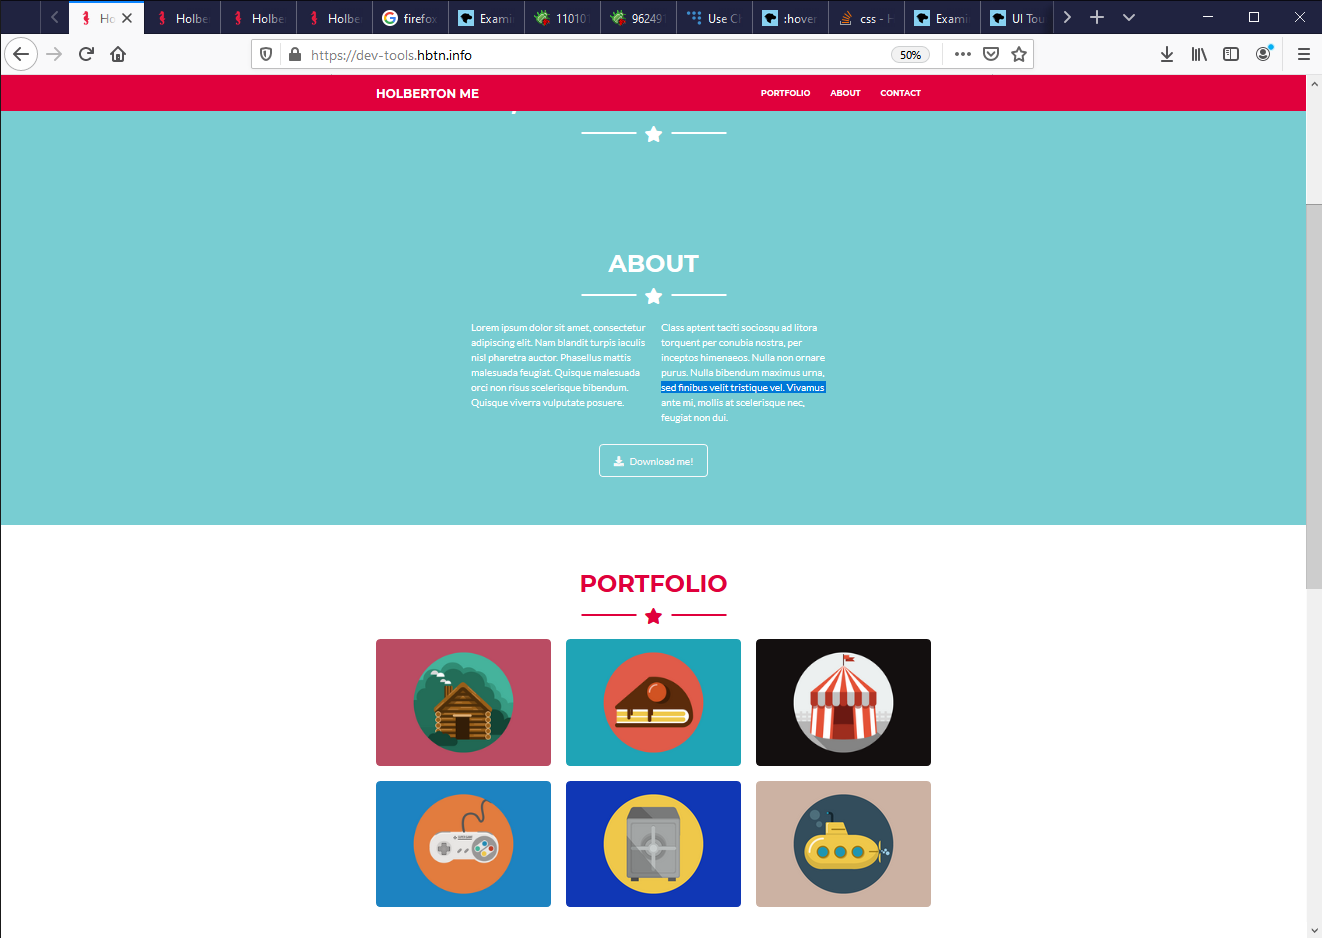 Ho
Holbe
Holbe
Holbe
firefox
Exami
11010
96249
Use C
:hover
css - H
Exami
UI Tou
https://dev-tools.hbtn.info
50%
HOLBERTON ME
PORTFOLIO
ABOUT
CONTACT
ABOUT
Lorem ipsum dolor sit amet, consectetur
adipiscing elit. Nam blandit turpis iaculis
nisl pharetra auctor. Phasellus mattis
malesuada feugiat. Quisque malesuada
orci non risus scelerisque bibendum.
Quisque viverra vulputate posuere.
Class aptent taciti sociosqu ad litora
torquent per conubia nostra, per
inceptos himenaeos. Nulla non ornare
purus. Nulla bibendum maximus urna,
sed finibus velit tristique vel. Vivamus
ante mi, mollis at scelerisque nec,
feugiat non dui.
Download me!
PORTFOLIO